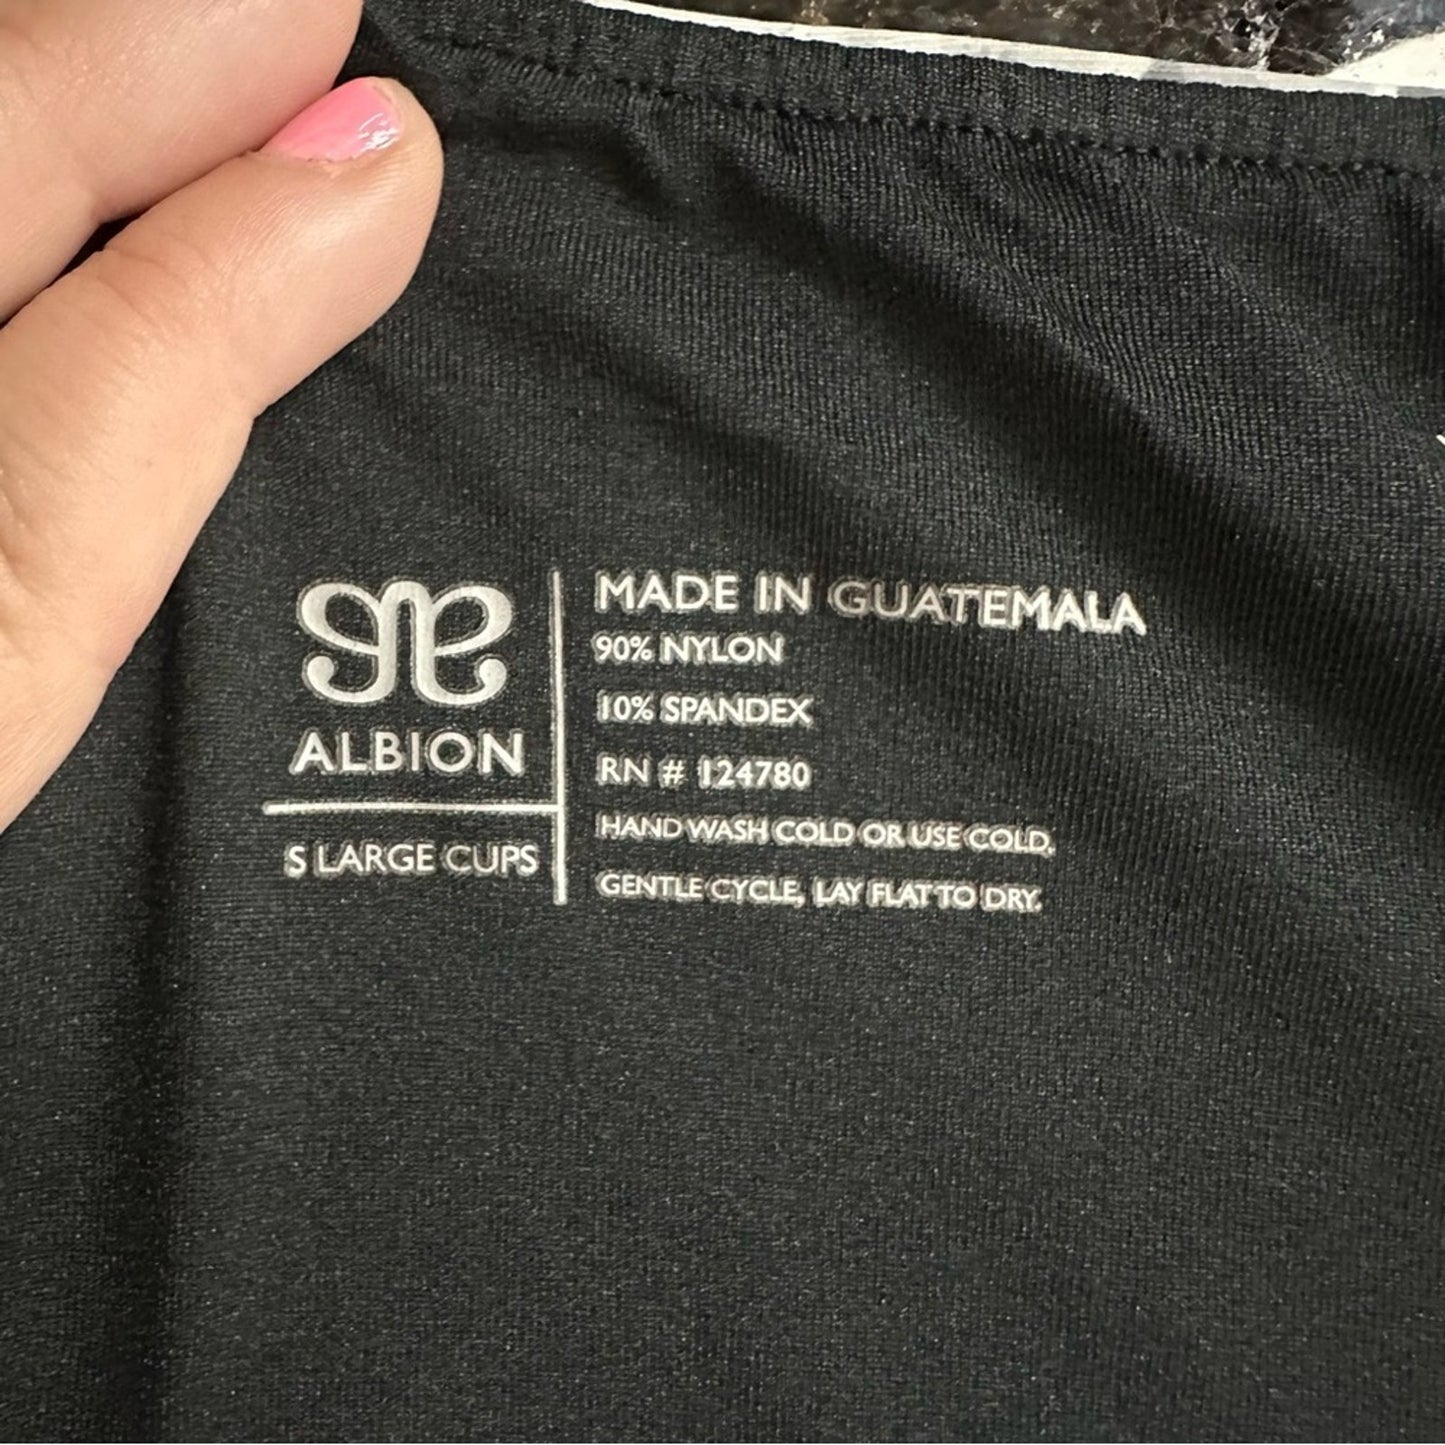 ALBION
S LARGE CUPS
MADE IN GUATEMALA
90% NYLON
10% SPANDEX
RN # 124780
HAND WASH COLD OR USE COLD,
GENTLE CYCLE, LAY FLAT TO DRY.